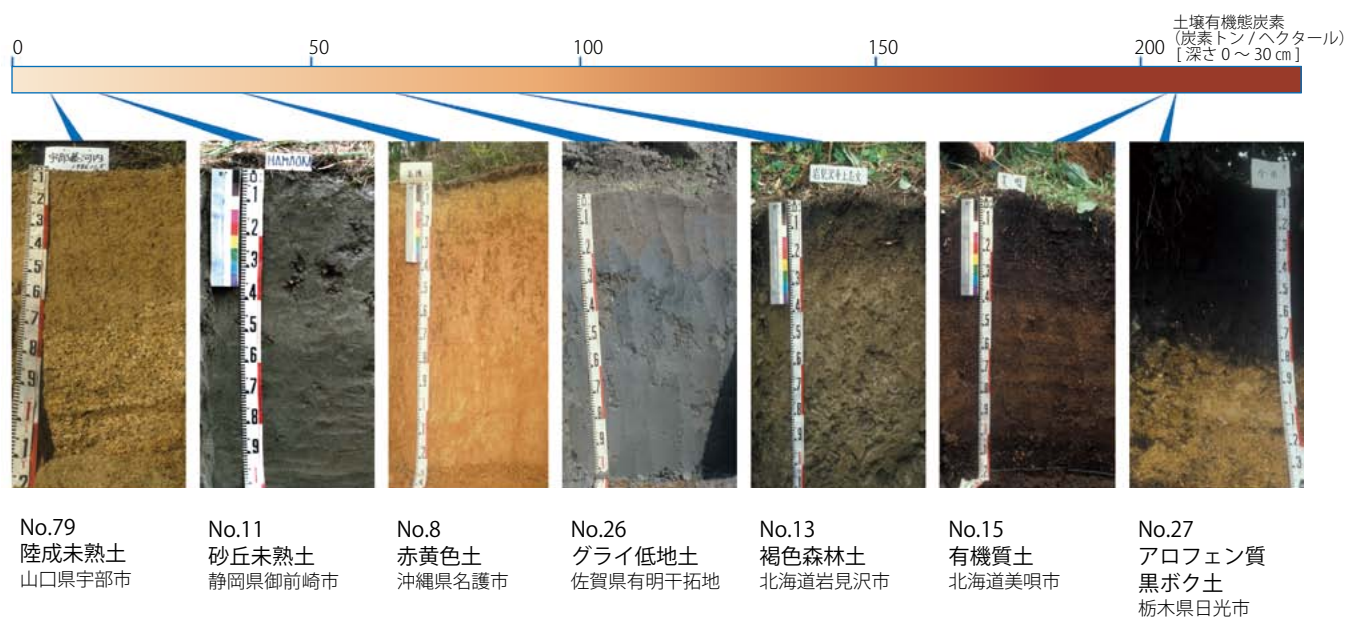 土壌有機態炭素
（炭素トン / ヘクタール）
[ 深さ 0 〜 30 ㎝ ]
0
50
100
150
200
HAMAOKA
No.79
陸成未熟土
山口県宇部市
No.11
砂丘未熟土
静岡県御前崎市
No.8
赤黄色土
沖縄県名護市
No.26
グライ低地土
佐賀県有明干拓地
No.13
褐色森林土
北海道岩見沢市
No.15
有機質土
北海道美唄市
No.27
アロフェン質
黒ボク土
栃木県日光市